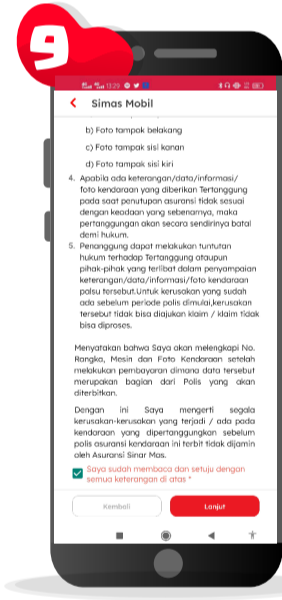 9
13:29
Simas Mobil
b) Foto tampak belakang
c) Foto tampak sisi kanan
d) Foto tampak sisi kiri
4. Apabila ada keterangan/data/informasi/
foto kendaraan yang diberikan Tertanggung
pada saat penutupan asuransi tidak sesuai
dengan keadaan yang sebenarnya, maka
pertanggungan akan secara sendirinya batal
demi hukum.
5. Penanggung dapat melakukan tuntutan
hukum terhadap Tertanggung ataupun
pihak-pihak yang terlibat dalam penyampaian
keterangan/data/informasi/foto kendaraan
palsu tersebut.Untuk kerusakan yang sudah
ada sebelum periode polis dimulai,kerusakan
tersebut tidak bisa diajukan klaim / klaim tidak
bisa diproses.
Menyatakan bahwa Saya akan melengkapi No.
Rangka, Mesin dan Foto Kendaraan setelah
melakukan pembayaran dimana data tersebut
merupakan bagian dari Polis yang akan
diterbitkan.
Dengan ini Saya mengerti segala
kerusakan-kerusakan yang terjadi / ada pada
kendaraan yang dipertanggungkan sebelum
polis asuransi kendaraan ini terbit tidak dijamin
oleh Asuransi Sinar Mas.
Saya sudah membaca dan setuju dengan
semua keterangan di atas *
Kembali Lanjut